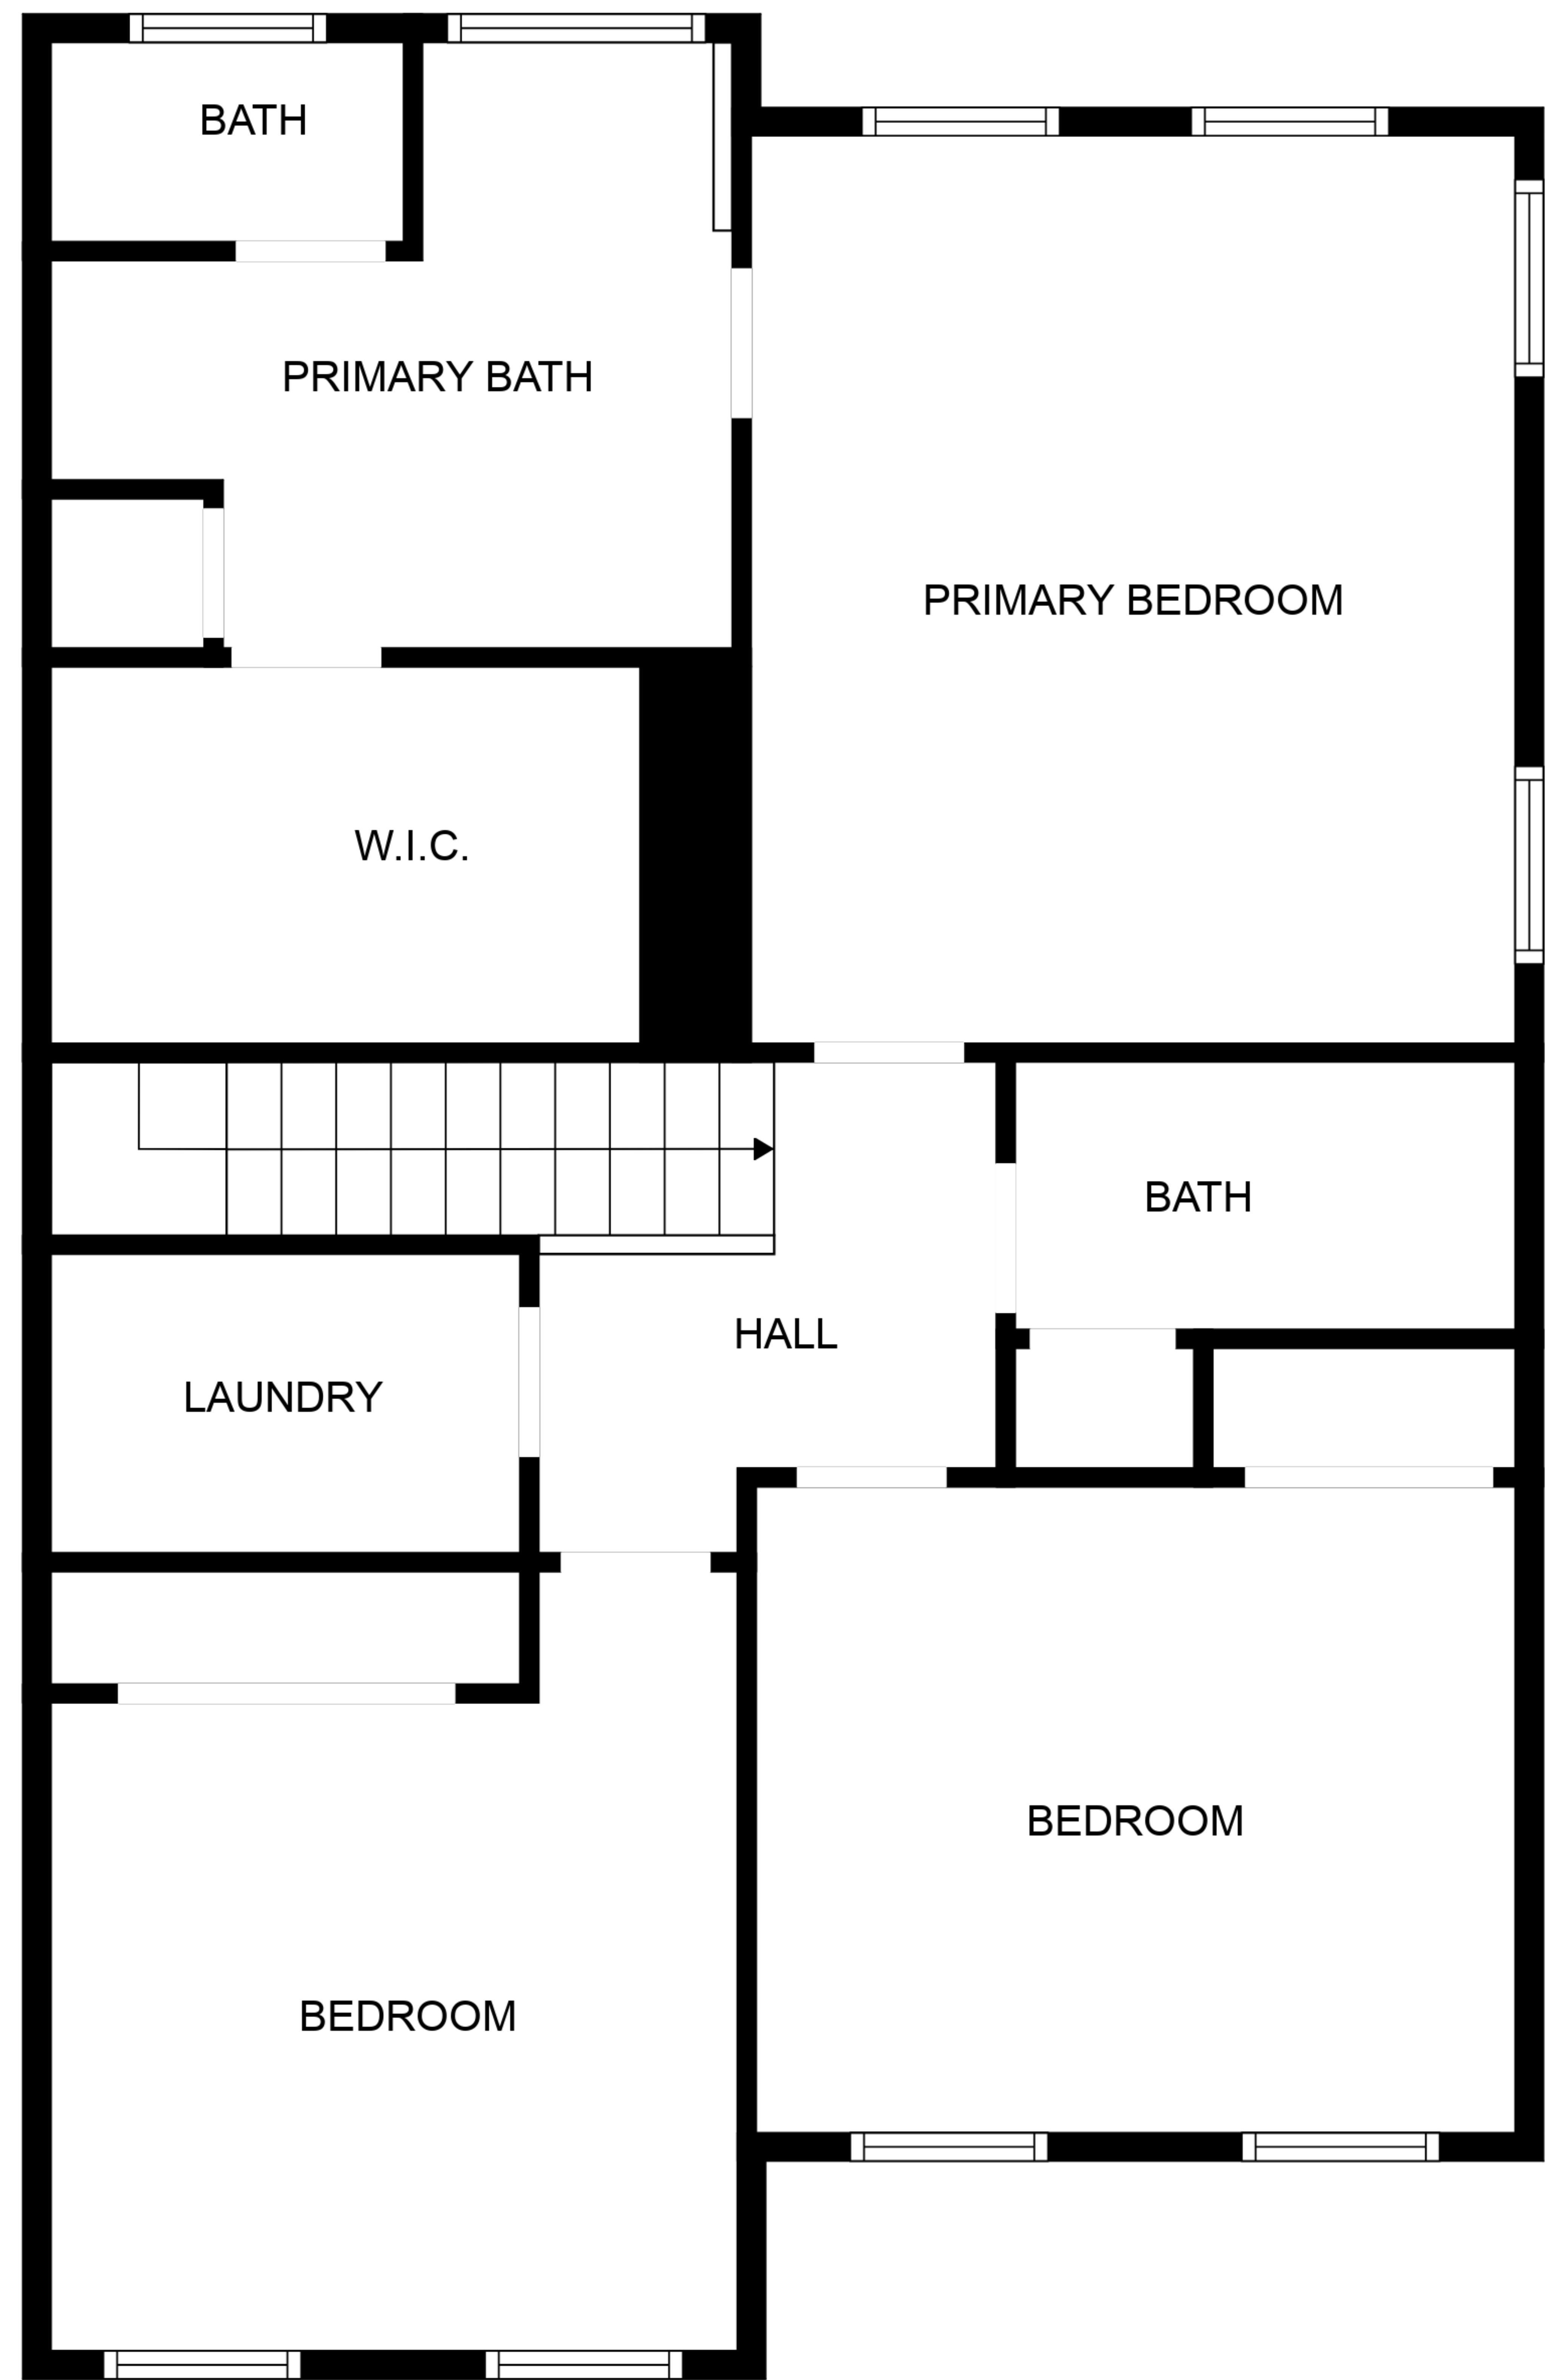 BATH
PRIMARY BATH
PRIMARY BEDROOM
W.I.C.
BATH
HALL
LAUNDRY
BEDROOM
BEDROOM